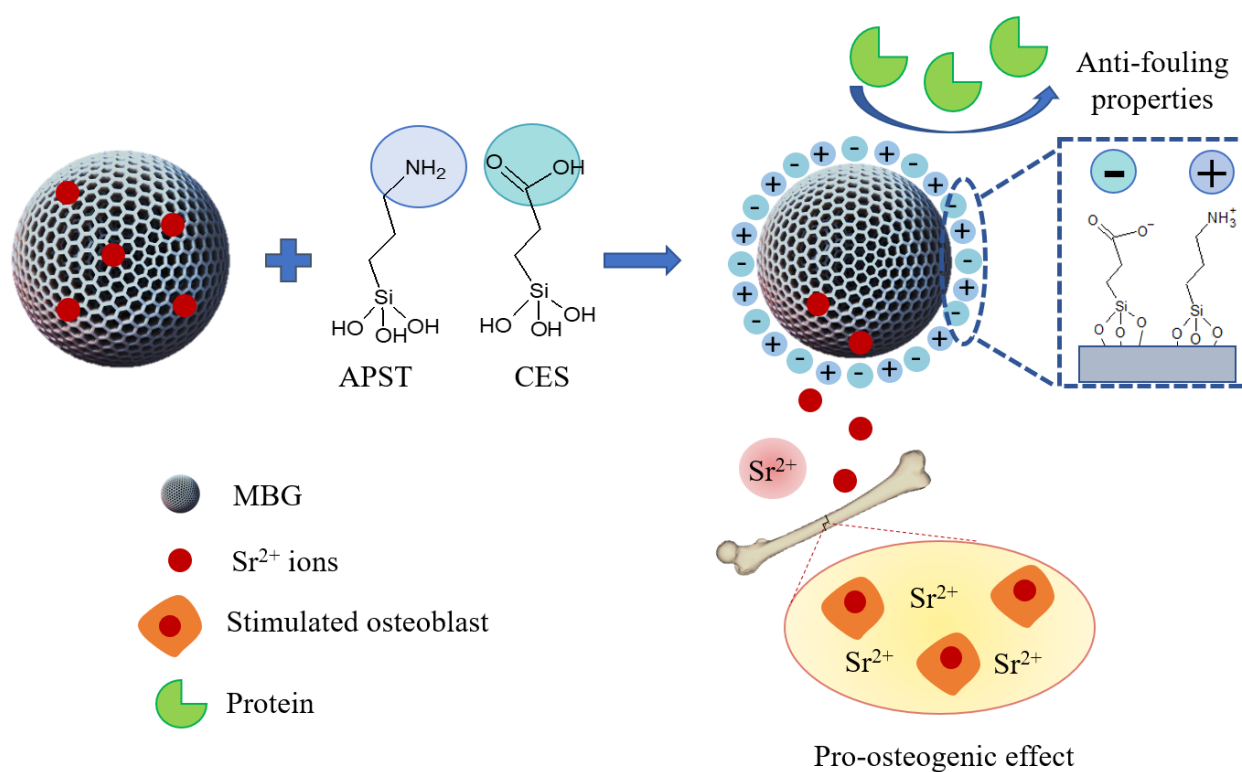 Anti-fouling
properties
NH₂
O
OH
Si
HO
OH
OH
APST
Si
HO
OH
OH
CES
- +
O
O⁻
NH₃⁺
Si
O
O
O
Si
O
O
O
MBG
Sr²⁺ ions
Stimulated osteoblast
Protein
Sr²⁺
Sr²⁺
Sr²⁺
Sr²⁺
Pro-osteogenic effect